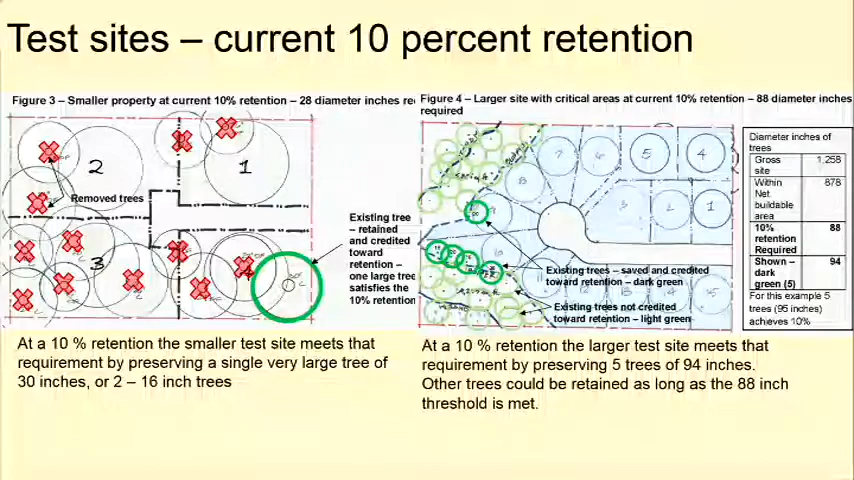 Test sites – current 10 percent retention
Figure 3 – Smaller property at current 10% retention – 28 diameter inches re
2
1
Removed trees
3
4
Existing tree
– retained
and credited
toward
retention –
one large tree
satisfies the
10% retention
At a 10 % retention the smaller test site meets that
requirement by preserving a single very large tree of
30 inches, or 2 – 16 inch trees
Figure 4 – Larger site with critical areas at current 10% retention – 88 diameter inches
required
7
6
5
4
8
3
2
1
9
Existing trees – saved and credited
toward retention – dark green
Existing trees not credited
toward retention – light green
Diameter inches of
trees
Gross site 1,258
Within Net buildable area 878
10% retention Required 88
Shown – dark green (5) 94
For this example 5
trees (95 inches)
achieves 10%
At a 10 % retention the larger test site meets that
requirement by preserving 5 trees of 94 inches.
Other trees could be retained as long as the 88 inch
threshold is met.